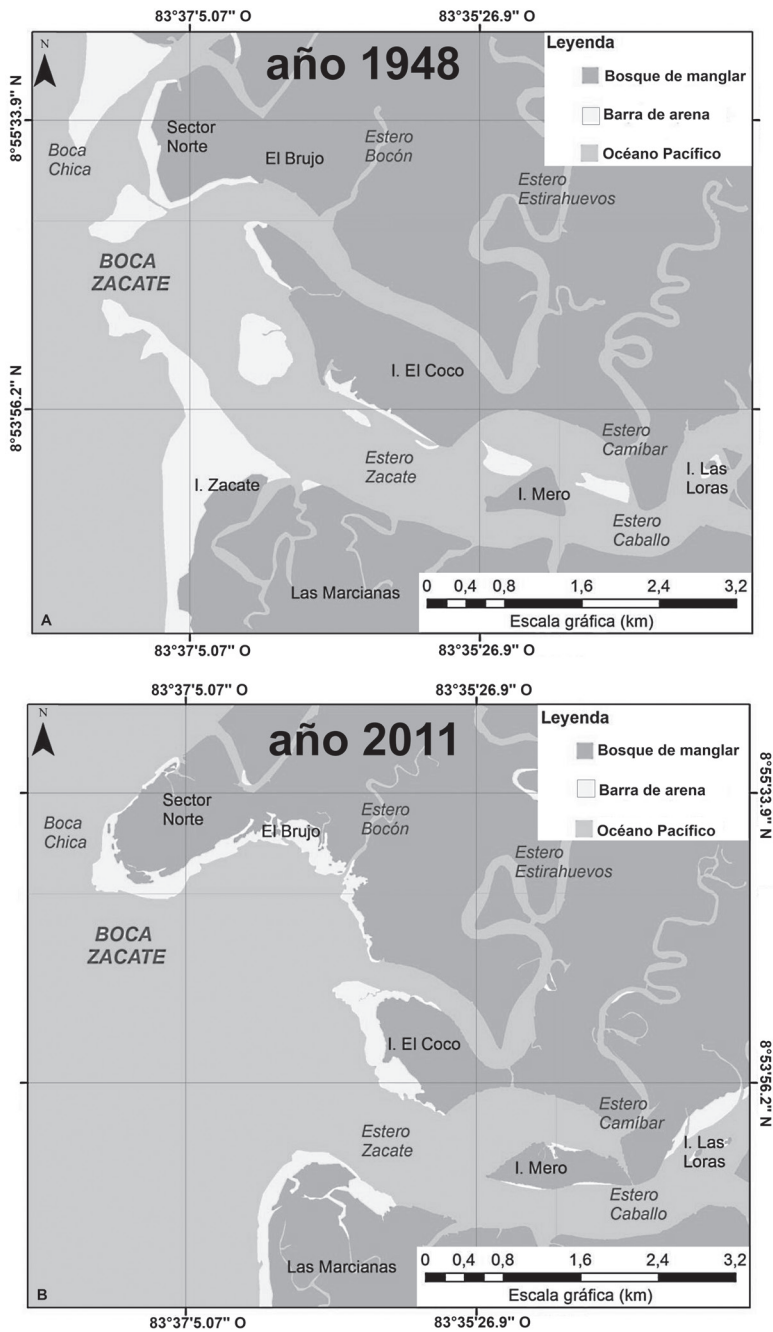 83°37'5.07'' O
83°35'26.9'' O
N
año 1948
Leyenda
Bosque de manglar
Barra de arena
Océano Pacífico
8°55'33.9'' N
Boca
Chica
Sector
Norte
El Brujo
Estero
Bocón
Estero
Estirahuevos
BOCA
ZACATE
I. El Coco
8°53'56.2'' N
Estero
Zacate
Estero
Camíbar
I. Zacate
I. Mero
I. Las
Loras
Estero
Caballo
Las Marcianas
0 0,4 0,8 1,6 2,4 3,2
Escala gráfica (km)
A
83°37'5.07'' O
83°35'26.9'' O
83°37'5.07'' O
83°35'26.9'' O
N
año 2011
Leyenda
Bosque de manglar
Barra de arena
Océano Pacífico
8°55'33.9'' N
Boca
Chica
Sector
Norte
El Brujo
Estero
Bocón
Estero
Estirahuevos
BOCA
ZACATE
I. El Coco
8°53'56.2'' N
Estero
Zacate
Estero
Camíbar
I. Mero
I. Las
Loras
Estero
Caballo
Las Marcianas
0 0,4 0,8 1,6 2,4 3,2
Escala gráfica (km)
B
83°37'5.07'' O
83°35'26.9'' O